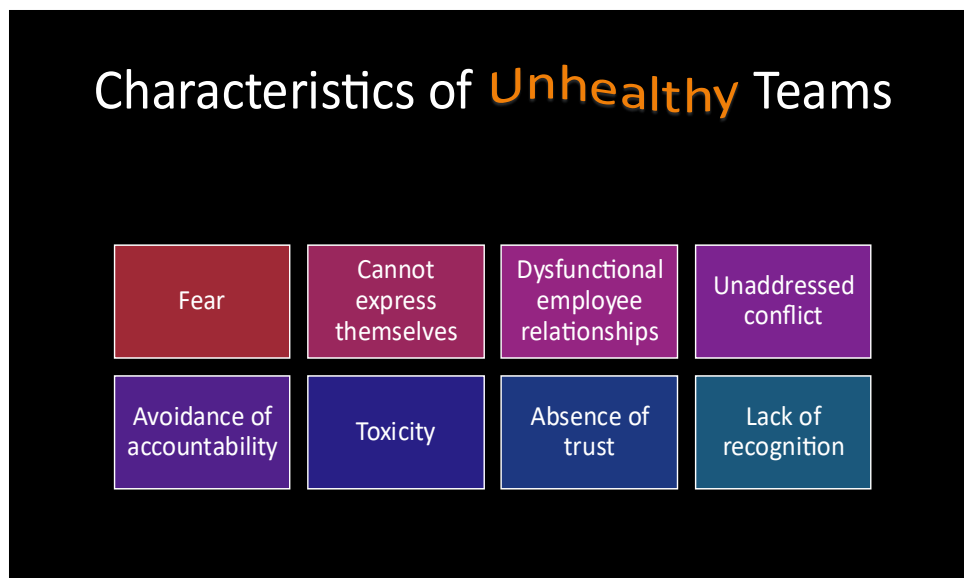 Characteristics of Unhealthy Teams
Fear
Cannot
express
themselves
Dysfunctional
employee
relationships
Unaddressed
conflict
Avoidance of
accountability
Toxicity
Absence of
trust
Lack of
recognition